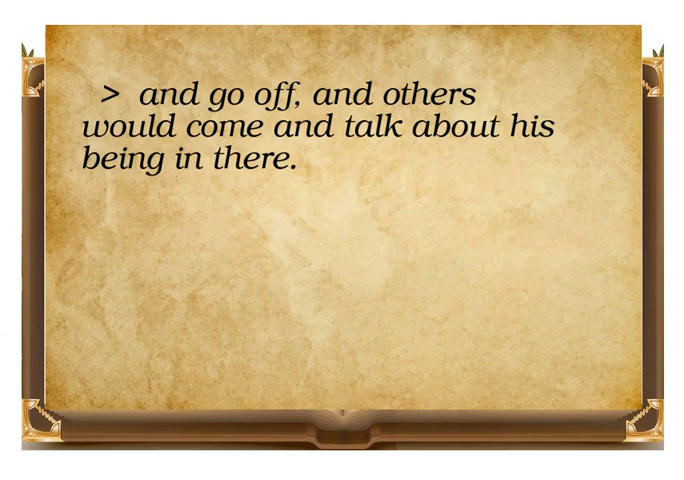 > and go off, and others
would come and talk about his
being in there.